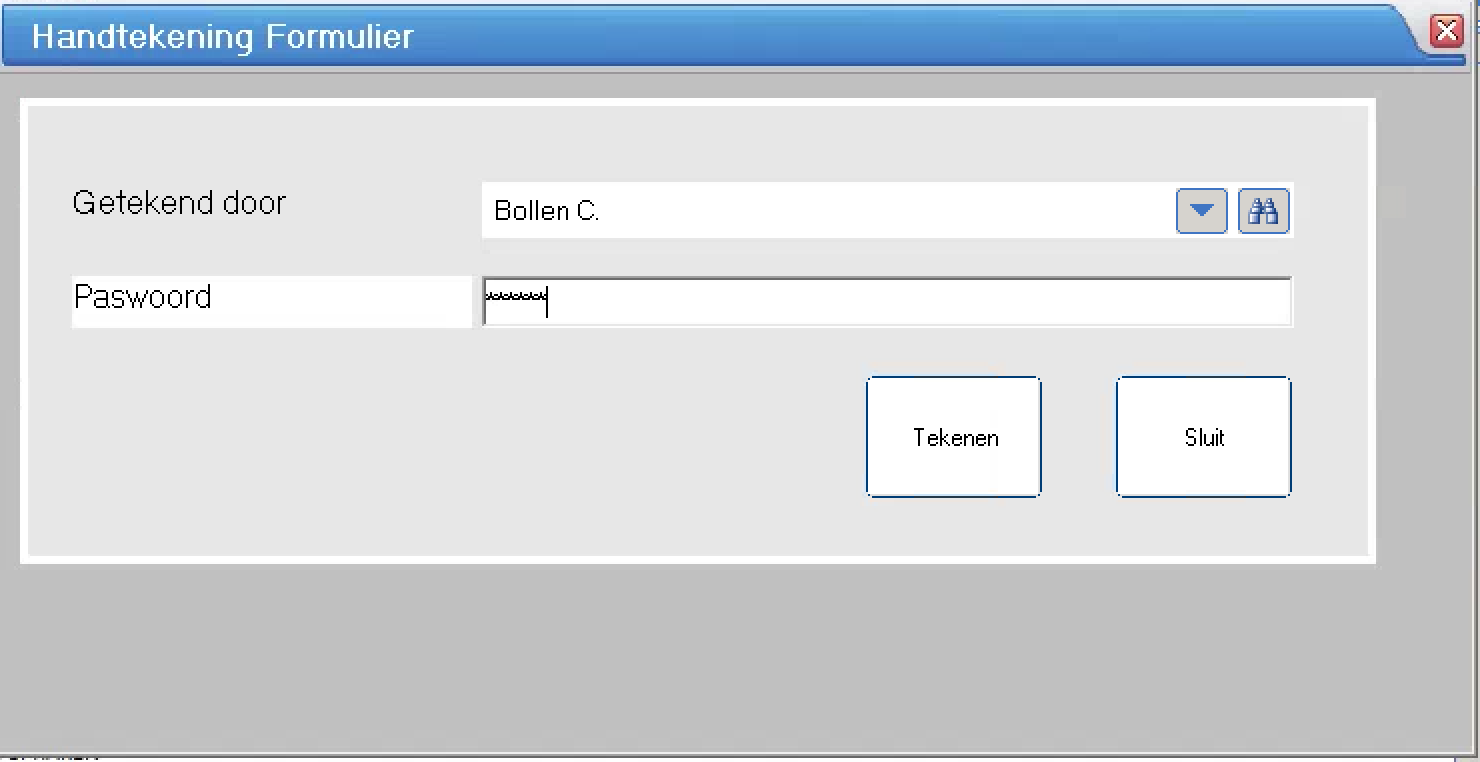 Handtekening Formulier
Getekend door
Bollen C.
Paswoord
******
Tekenen
Sluit